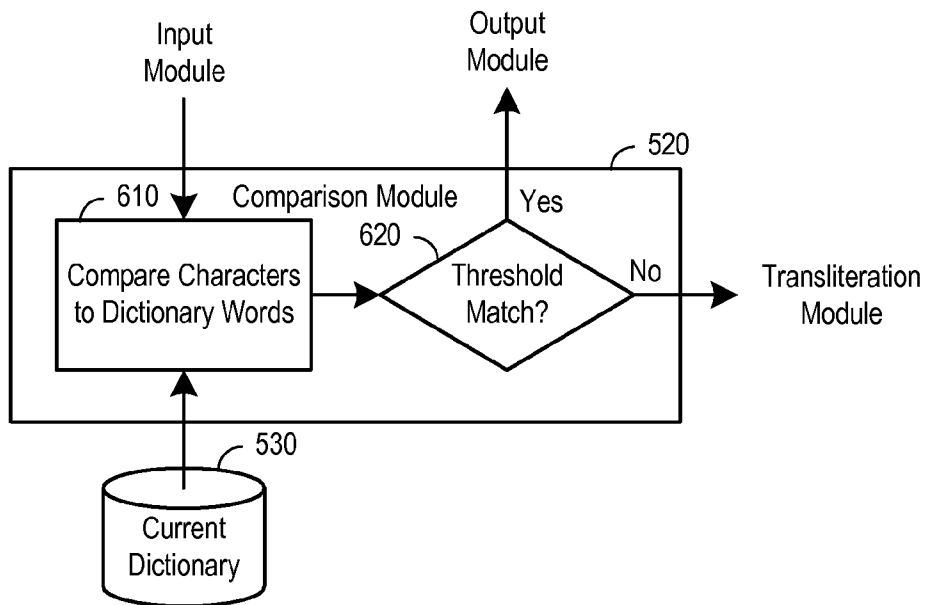 Input
Module
Output
Module
520
610
Comparison Module
Yes
620
Compare Characters
to Dictionary Words
Threshold
Match?
No
Transliteration
Module
530
Current
Dictionary